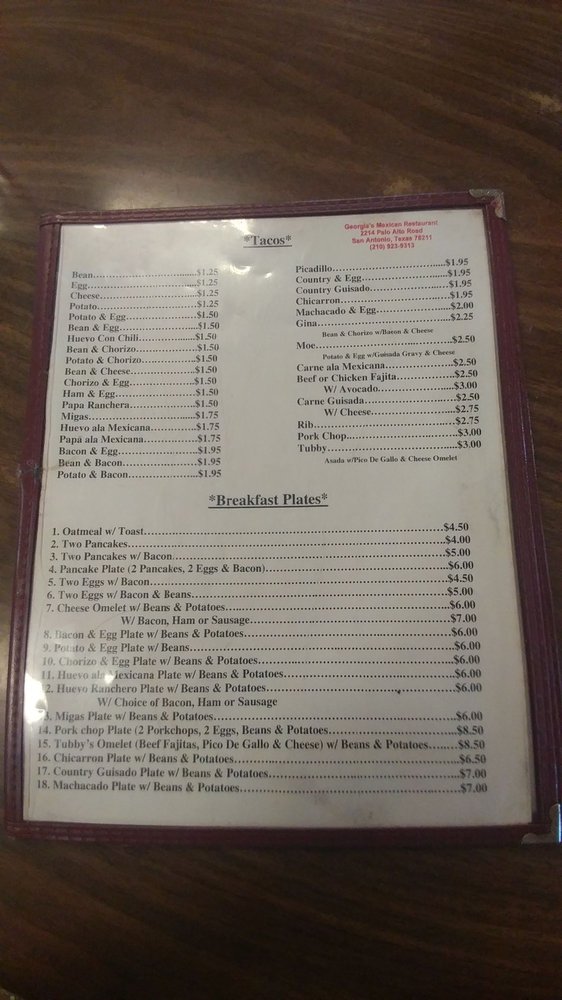 *Tacos*
Georgia's Mexican Restaurant
2214 Palo Alto Road
San Antonio, Texas 78211
(210) 923-9313
Bean.....................$1.25
Egg.....................$1.25
Cheese.....................$1.25
Potato.....................$1.25
Potato & Egg.....................$1.50
Bean & Egg.....................$1.50
Huevo Con Chili.....................$1.50
Bean & Chorizo.....................$1.50
Potato & Chorizo.....................$1.50
Bean & Cheese.....................$1.50
Chorizo & Egg.....................$1.50
Ham & Egg.....................$1.50
Papa Ranchera.....................$1.50
Migas.....................$1.75
Huevo ala Mexicana.....................$1.75
Papa ala Mexicana.....................$1.75
Bacon & Egg.....................$1.95
Bean & Bacon.....................$1.95
Potato & Bacon.....................$1.95
Picadillo.....................$1.95
Country & Egg.....................$1.95
Country Guisado.....................$1.95
Chicarron.....................$1.95
Machacado & Egg.....................$2.00
Gina.....................$2.25
Bean & Chorizo w/Bacon & Cheese
Moe.....................$2.50
Potato & Egg w/Guisada Gravy & Cheese
Carne ala Mexicana.....................$2.50
Beef or Chicken Fajita.....................$2.50
W/ Avocado.....................$3.00
Carne Guisada.....................$2.50
W/ Cheese.....................$2.75
Rib.....................$2.75
Pork Chop.....................$3.00
Tubby.....................$3.00
Asada w/Pico De Gallo & Cheese Omelet
*Breakfast Plates*
1. Oatmeal w/ Toast.....................$4.50
2. Two Pancakes.....................$4.00
3. Two Pancakes w/ Bacon.....................$5.00
4. Pancake Plate (2 Pancakes, 2 Eggs & Bacon).....................$6.00
5. Two Eggs w/ Bacon.....................$4.50
6. Two Eggs w/ Bacon & Beans.....................$5.00
7. Cheese Omelet w/ Beans & Potatoes.....................$6.00
W/ Bacon, Ham or Sausage.....................$7.00
8. Bacon & Egg Plate w/ Beans & Potatoes.....................$6.00
9. Potato & Egg Plate w/ Beans.....................$6.00
10. Chorizo & Egg Plate w/ Beans & Potatoes.....................$6.00
11. Huevo ala Mexicana Plate w/ Beans & Potatoes.....................$6.00
12. Huevo Ranchero Plate w/ Beans & Potatoes.....................$6.00
W/ Choice of Bacon, Ham or Sausage
13. Migas Plate w/ Beans & Potatoes.....................$6.00
14. Pork chop Plate (2 Porkchops, 2 Eggs, Beans & Potatoes.....................$8.50
15. Tubby's Omelet (Beef Fajitas, Pico De Gallo & Cheese) w/ Beans & Potatoes.......$8.50
16. Chicarron Plate w/ Beans & Potatoes.....................$6.50
17. Country Guisado Plate w/ Beans & Potatoes.....................$7.00
18. Machacado Plate w/ Beans & Potatoes.....................$7.00